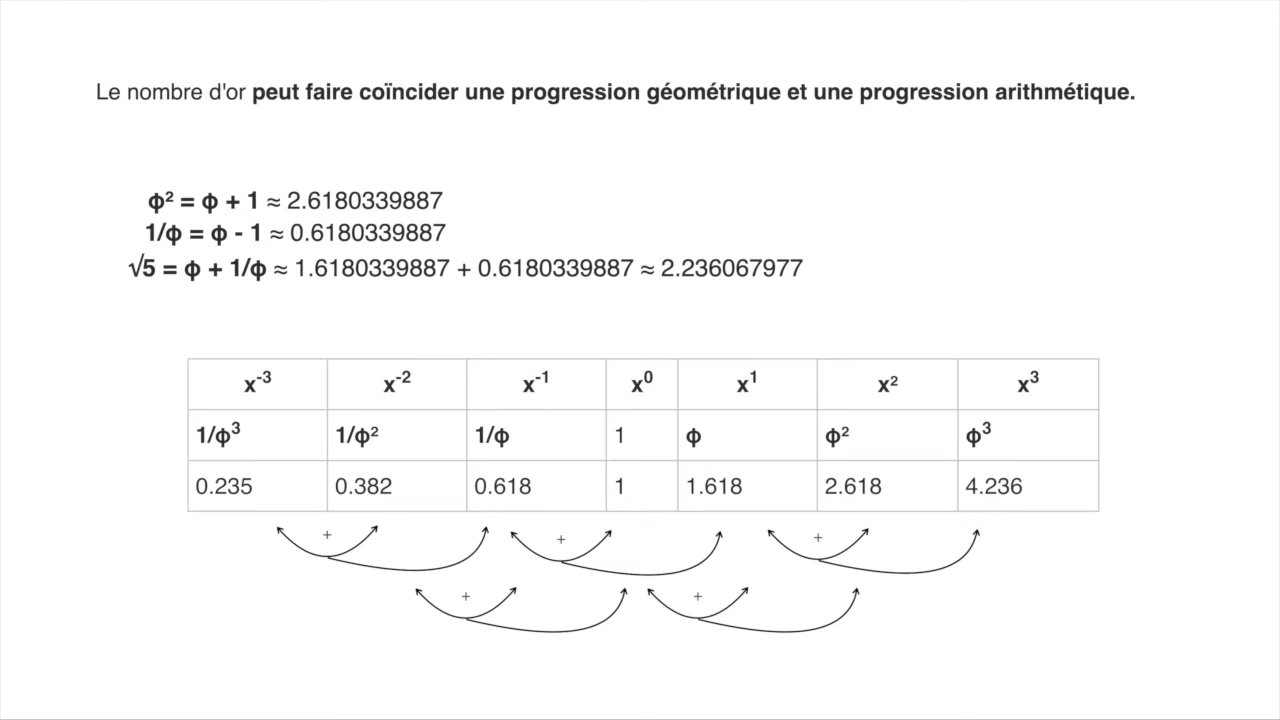 Le nombre d'or peut faire coïncider une progression géométrique et une progression arithmétique.
ϕ² = ϕ + 1 ≈ 2.6180339887
1/ϕ = ϕ - 1 ≈ 0.6180339887
√5 = ϕ + 1/ϕ ≈ 1.6180339887 + 0.6180339887 ≈ 2.236067977
x⁻³ x⁻² x⁻¹ x⁰ x¹ x² x³
1/ϕ³ 1/ϕ² 1/ϕ 1 ϕ ϕ² ϕ³
0.235 0.382 0.618 1 1.618 2.618 4.236
+ + +
+ +